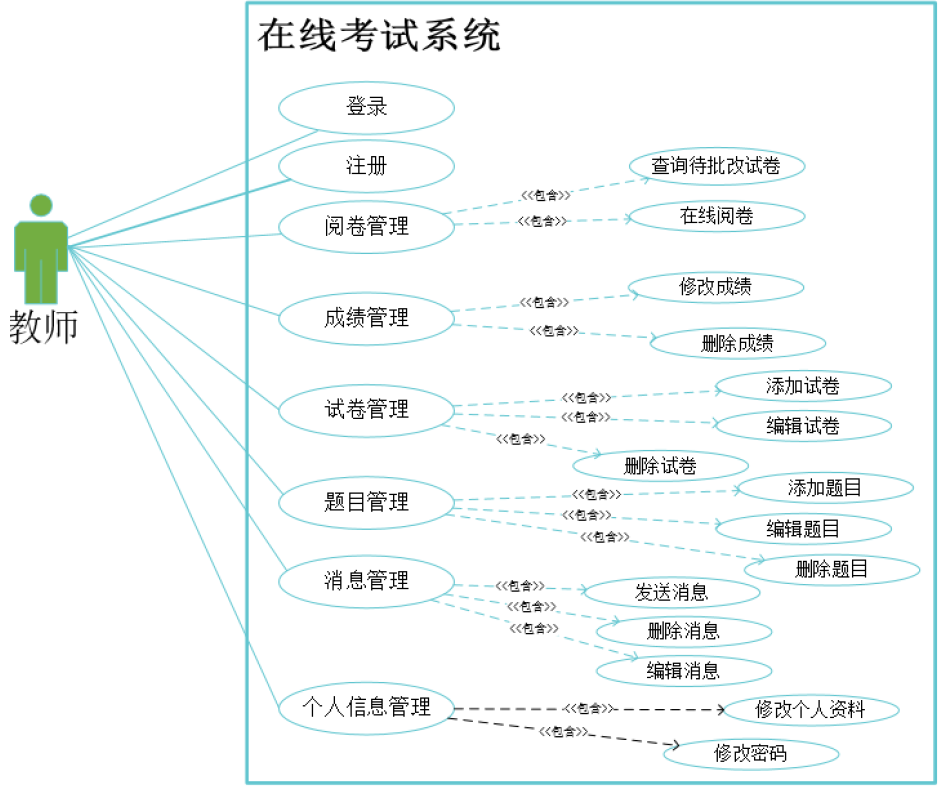 在线考试系统
登录
注册
查询待批改试卷
<<包含>>
阅卷管理
<<包含>>
在线阅卷
教师
修改成绩
<<包含>>
成绩管理
<<包含>>
删除成绩
添加试卷
<<包含>>
试卷管理
<<包含>>
编辑试卷
<<包含>>
删除试卷
添加题目
<<包含>>
题目管理
<<包含>>
编辑题目
<<包含>>
删除题目
消息管理
<<包含>>
发送消息
<<包含>>
删除消息
<<包含>>
编辑消息
个人信息管理
<<包含>>
修改个人资料
<<包含>>
修改密码